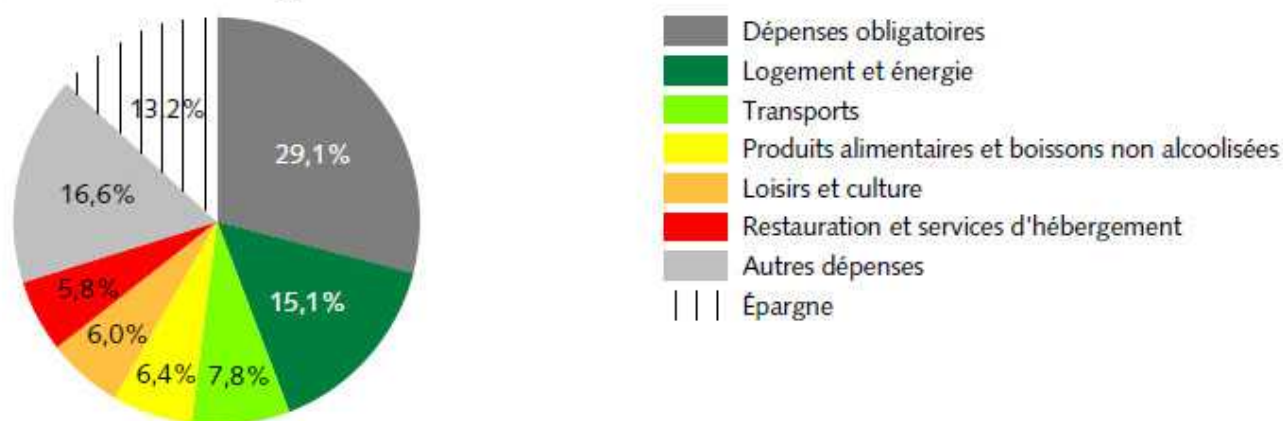 13.2%
29,1%
16,6%
5,8%
15,1%
6,0%
6,4%
7,8%
Dépenses obligatoires
Logement et énergie
Transports
Produits alimentaires et boissons non alcoolisées
Loisirs et culture
Restauration et services d'hébergement
Autres dépenses
Épargne